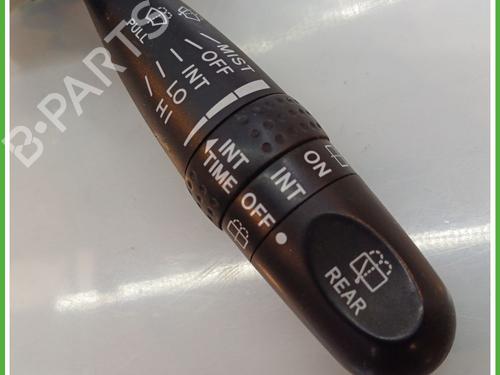 PULL
MIST
OFF
INT
LO
HI
INT
TIME
ON
INT
OFF
REAR
B-PARTS